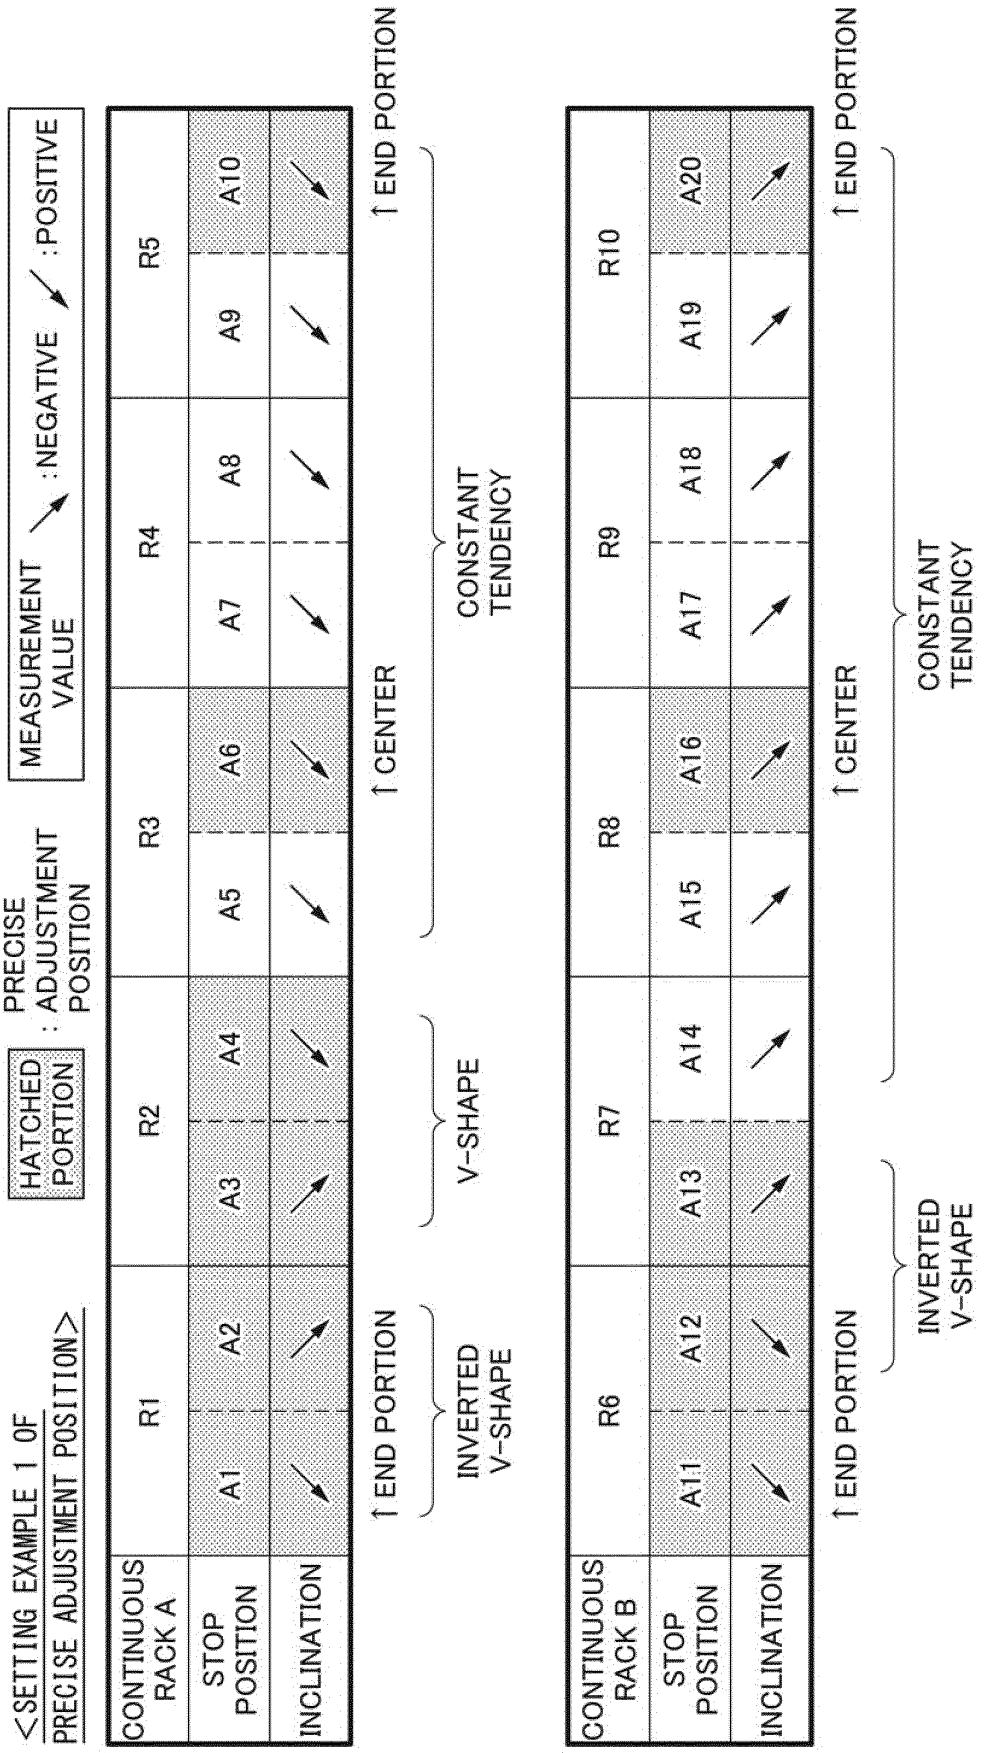 <SETTING EXAMPLE 1 OF
PRECISE ADJUSTMENT POSITION>
HATCHED
PORTION
PRECISE
: ADJUSTMENT
POSITION
MEASUREMENT
VALUE
:NEGATIVE
:POSITIVE
CONTINUOUS
RACK A
R1
R2
R3
R4
R5
STOP
POSITION
A1
A2
A3
A4
A5
A6
A7
A8
A9
A10
INCLINATION
↑END PORTION
↑CENTER
↑END PORTION
INVERTED
V-SHAPE
V-SHAPE
CONSTANT
TENDENCY
CONTINUOUS
RACK B
R6
R7
R8
R9
R10
STOP
POSITION
A11
A12
A13
A14
A15
A16
A17
A18
A19
A20
INCLINATION
↑END PORTION
↑CENTER
↑END PORTION
INVERTED
V-SHAPE
CONSTANT
TENDENCY